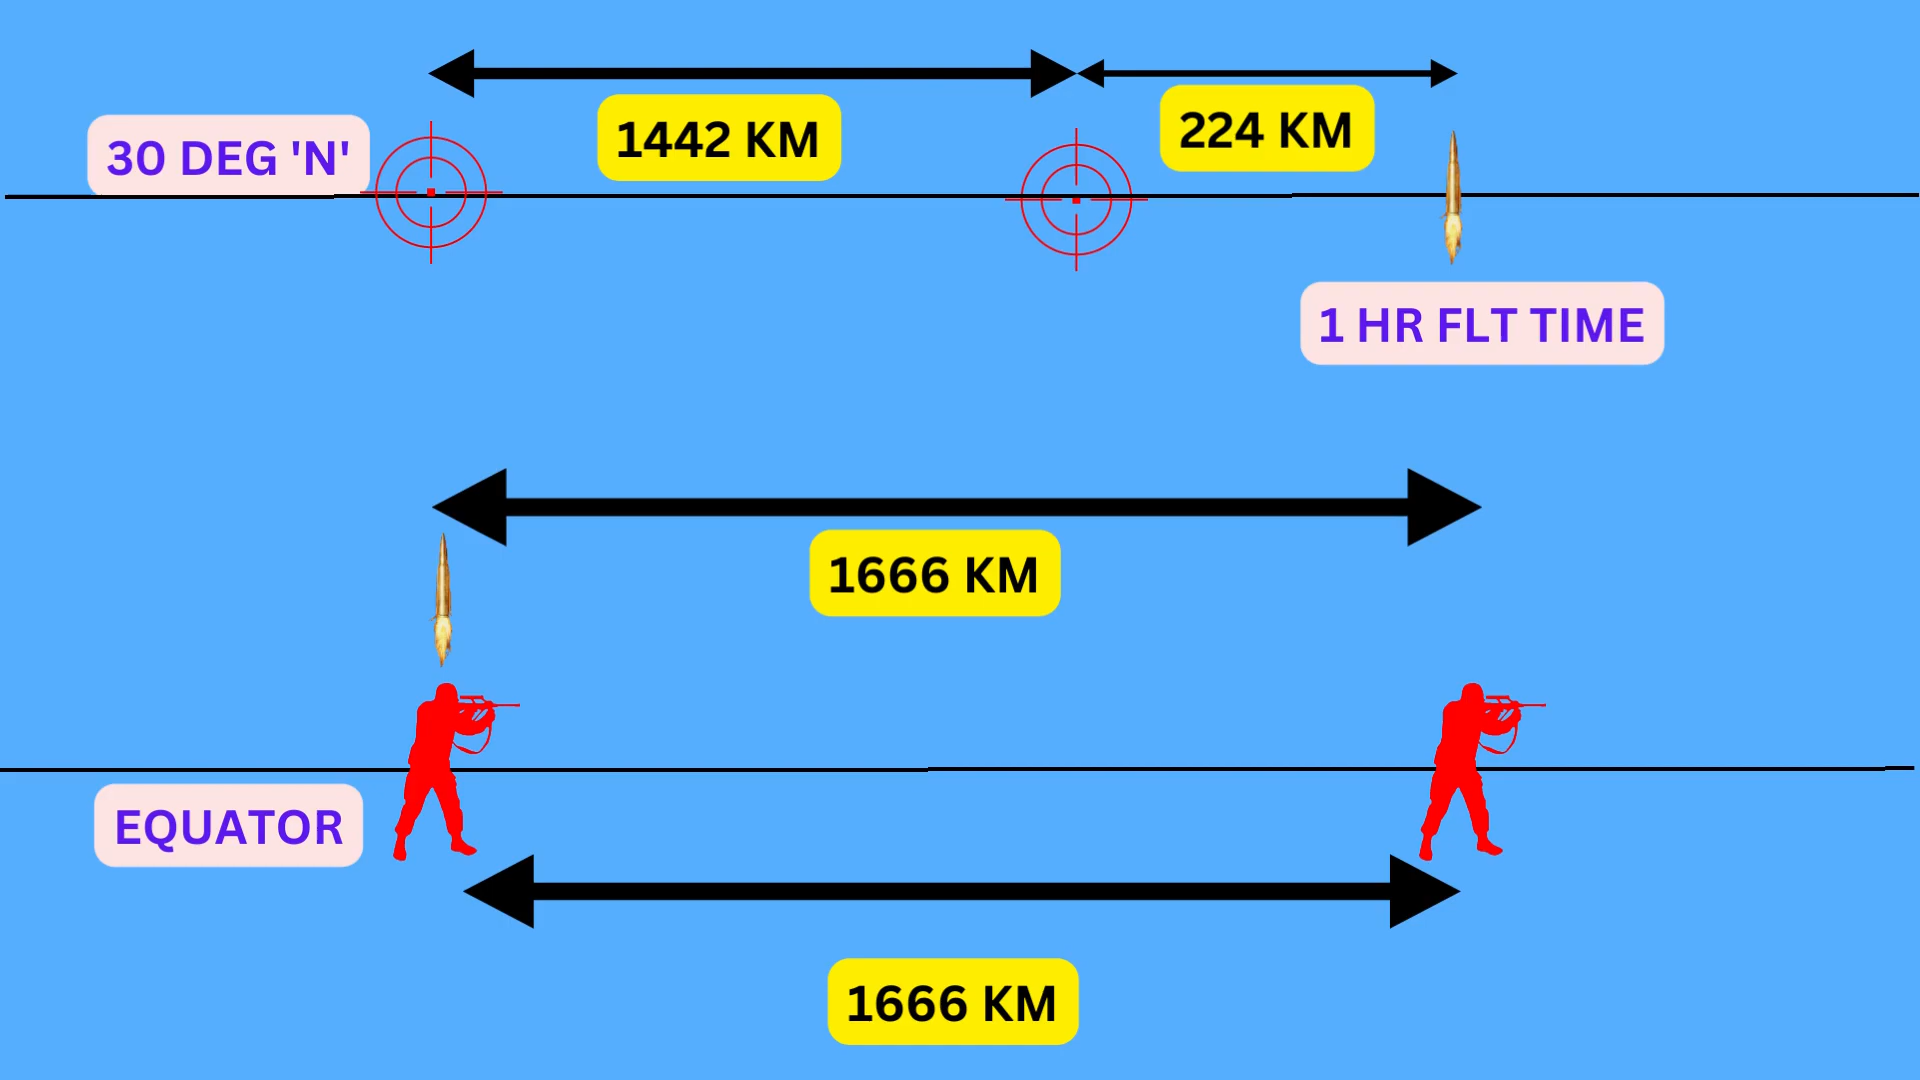 1442 KM
224 KM
30 DEG 'N'
1 HR FLT TIME
1666 KM
EQUATOR
1666 KM